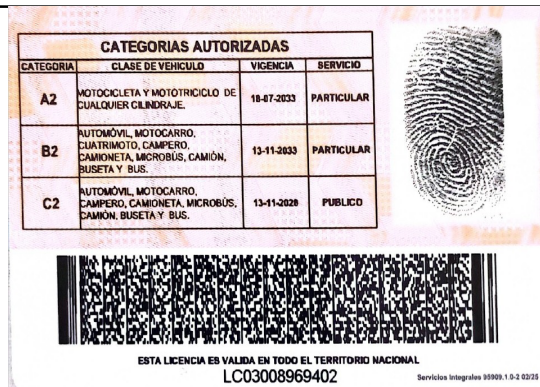 CATEGORIAS AUTORIZADAS
CATEGORIA CLASE DE VEHICULO VIGENCIA SERVICIO
A2 MOTOCICLETA Y MOTOTRICICLO DE CUALQUIER CILINDRAJE. 18-07-2033 PARTICULAR
B2 AUTOMÓVIL, MOTOCARRO, CUATRIMOTO, CAMPERO, CAMIONETA, MICROBÚS, CAMIÓN, BUSETA Y BUS. 13-11-2033 PARTICULAR
C2 AUTOMÓVIL, MOTOCARRO, CAMPERO, CAMIONETA, MICROBÚS, CAMIÓN, BUSETA Y BUS. 13-11-2026 PUBLICO
ESTA LICENCIA ES VALIDA EN TODO EL TERRITORIO NACIONAL
LC03008969402
Servicios Integrales 95909.1.0-2 02/25